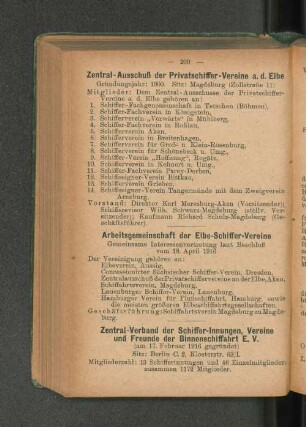 — 200 —
Zentral-Ausschuß der Privatschiffer-Vereine a. d. Elbe
Gründungsjahr: 1900. Sitz: Magdeburg (Zollstraße 11)
Mitglieder: Dem Zentral-Ausschusse der Privatschiffer-
Vereine a. d. Elbe gehören an:
1. Schiffer-Fachgenossenschaft in Tetschen (Böhmen),
2. Schiffer-Fachverein in Königstein,
3. Schifferverein „Vorwärts" in Mühlberg,
4. Schiffer-Fachverein in Roßlau,
5. Schifferverein Aken,
6. Schifferverein Breitenhagen,
7. Schifferverein für Groß- u. Klein-Rosenburg,
8. Schifferverein für Schönebeck u. Umg.,
9. Schiffer-Verein „Hoffnung", Rogätz,
10. Schifferverein in Kehnert u. Umg.
11. Schiffer-Fachverein Parey-Derben,
12. Schiffseigner-Verein Bittkau,
13. Schifferverein Grieben,
14. Schiffseigner-Verein Tangermünde mit dem Zweigverein
Arneburg.
Vorstand: Direktor Karl Maresburg-Aken (Vorsitzender);
Schiffsrevisor Wilh. Schwarz-Magdeburg (stellv. Ver-
sitzender); Kaufmann Richard Schulz-Magdeburg (Ge-
schäftsführer).
Arbeitsgemeinschaft der Elbe-Schiffer-Vereine
Gemeinsame Interessenvertretung laut Beschluß
vom 18. April 1916
Der Vereinigung gehören an:
Elbeverein, Aussig,
Concessionirter Sächsischer Schiffer-Verein, Dresden,
Zentralausschuß der Privatschiffervereine an der Elbe, Aken,
Schiffahrtsverein, Magdeburg,
Lauenburger Schiffer-Verein, Lauenburg,
Hamburger Verein für Flußschiffahrt, Hamburg, sowie
die meisten größeren Elbeschiffahrtsgesellschaften.
Geschäftsführung: Schiffahrtsverein Magdeburg zu Magde-
burg.
Zentral-Verband der Schiffer-Innungen, Vereine
und Freunde der Binnenschiffahrt E. V.
(am 17. Februar 1916 gegründet)
Sitz: Berlin C. 2, Klosterstr.
Mitgliederzahl: 13 Schifferinnungen und 46 Einzelmitglieder
zusammen 1172 Mitglieder.